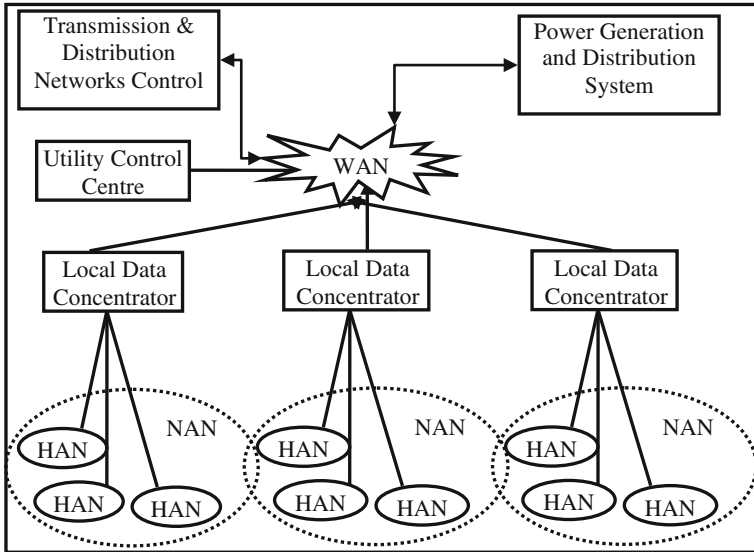 Transmission &
Distribution
Networks Control
Power Generation
and Distribution
System
Utility Control
Centre
WAN
Local Data
Concentrator
Local Data
Concentrator
Local Data
Concentrator
NAN
HAN
HAN
HAN
NAN
HAN
HAN
HAN
NAN
HAN
HAN
HAN